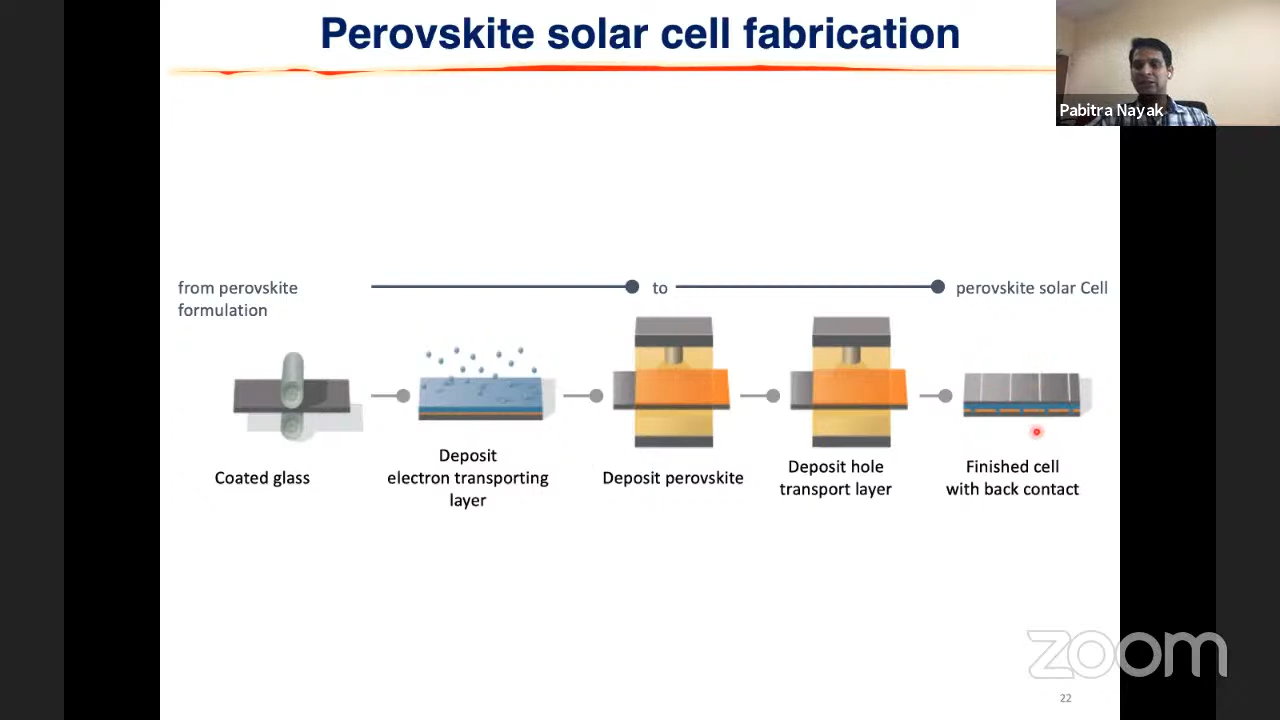 Perovskite solar cell fabrication
Pabitra Nayak
from perovskite
formulation
to
perovskite solar Cell
Coated glass
Deposit
electron transporting
layer
Deposit perovskite
Deposit hole
transport layer
Finished cell
with back contact
zoom
22